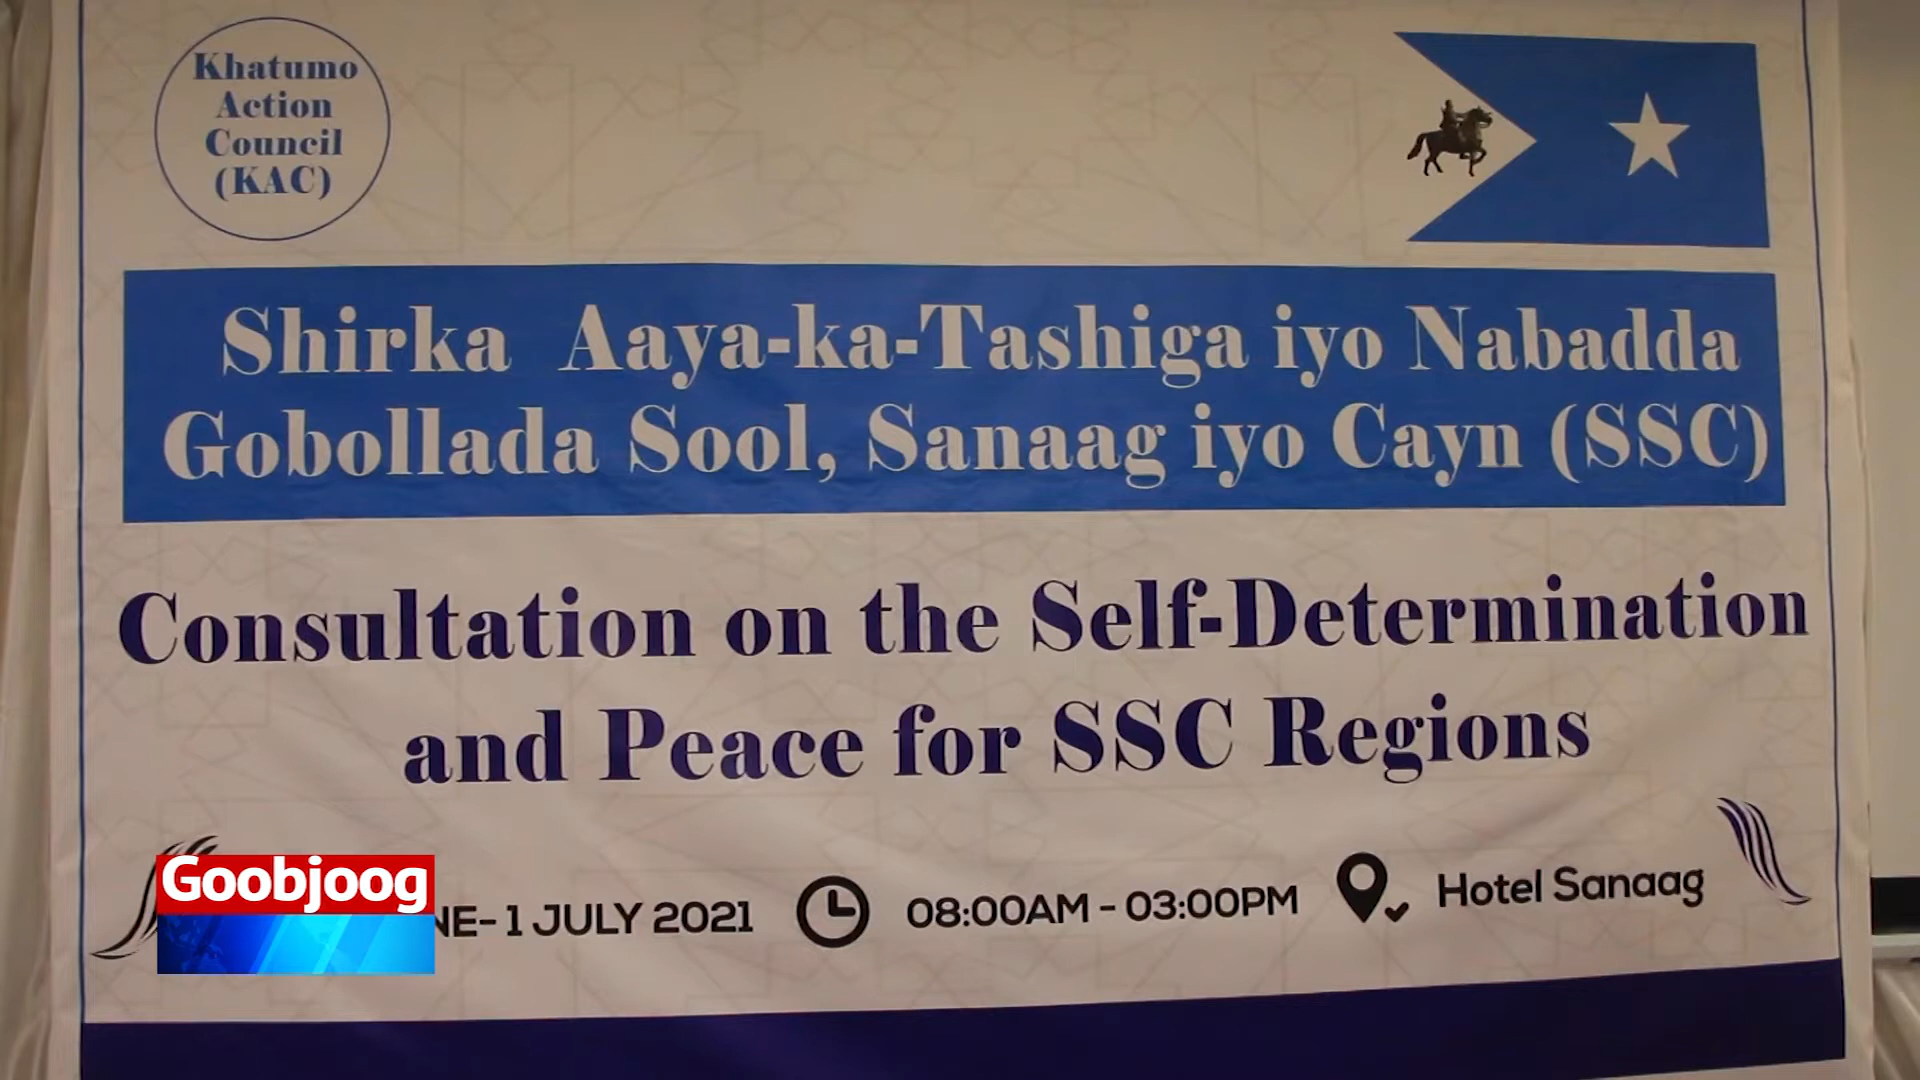 Khatumo
Action
Council
(KAC)
Shirka Aaya-ka-Tashiga iyo Nabadda
Gobollada Sool, Sanaag iyo Cayn (SSC)
Consultation on the Self-Determination
and Peace for SSC Regions
Goobjoog
1 JULY 2021
08:00AM - 03:00PM
Hotel Sanaag